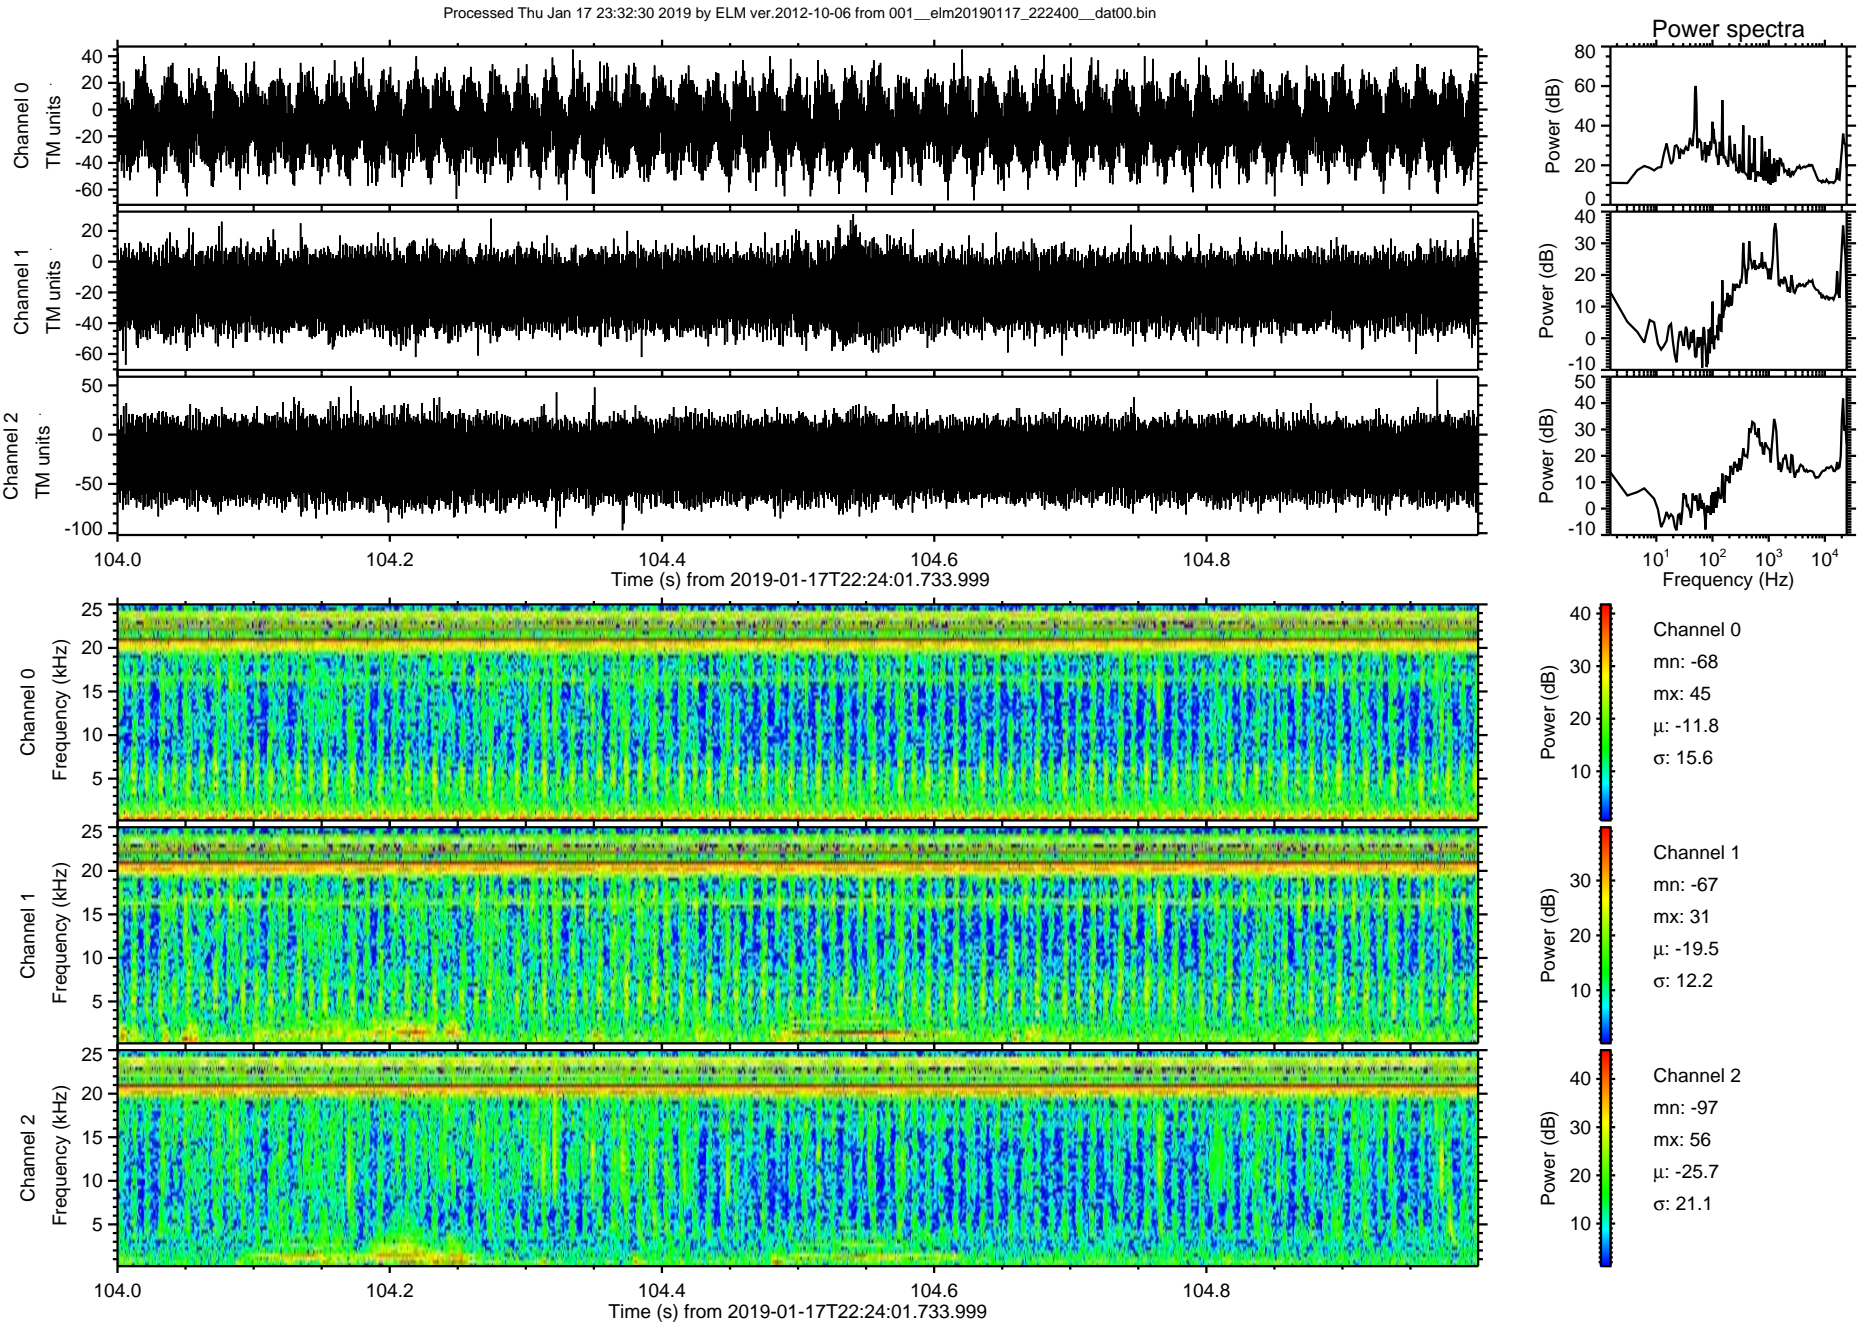 Processed Thu Jan 17 23:32:30 2019 by ELM ver.2012-10-06 from 001__elm20190117_222400__dat00.bin
Power spectra
Channel 0
TM units
40
20
0
-20
-40
-60
Power (dB)
80
60
40
20
0
Channel 1
TM units
20
0
-20
-40
-60
Power (dB)
40
30
20
10
0
-10
Channel 2
TM units
50
0
-50
-100
Power (dB)
50
40
30
20
10
0
-10
104.0 104.2 104.4 104.6 104.8
Time (s) from 2019-01-17T22:24:01.733.999
10^1 10^2 10^3 10^4
Frequency (Hz)
Channel 0
Frequency (kHz)
25
20
15
10
5
Power (dB)
40
30
20
10
Channel 0
mn: -68
mx: 45
μ: -11.8
σ: 15.6
Channel 1
Frequency (kHz)
25
20
15
10
5
Power (dB)
30
20
10
Channel 1
mn: -67
mx: 31
μ: -19.5
σ: 12.2
Channel 2
Frequency (kHz)
25
20
15
10
5
Power (dB)
40
30
20
10
Channel 2
mn: -97
mx: 56
μ: -25.7
σ: 21.1
104.0 104.2 104.4 104.6 104.8
Time (s) from 2019-01-17T22:24:01.733.999